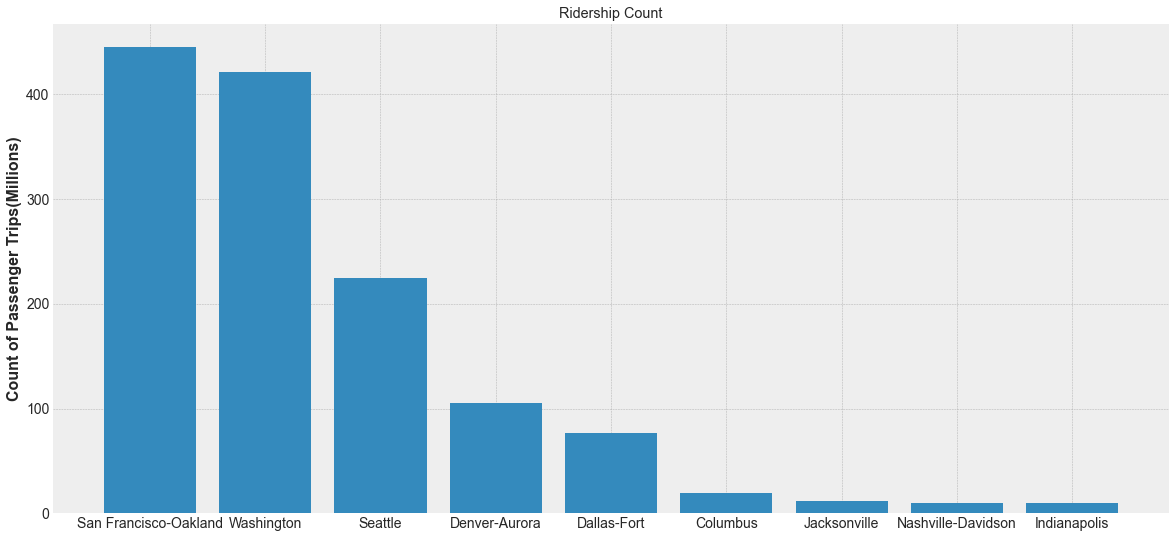 Ridership Count
Count of Passenger Trips(Millions)
400
300
200
100
0
San Francisco-Oakland Washington Seattle Denver-Aurora Dallas-Fort Columbus Jacksonville Nashville-Davidson Indianapolis